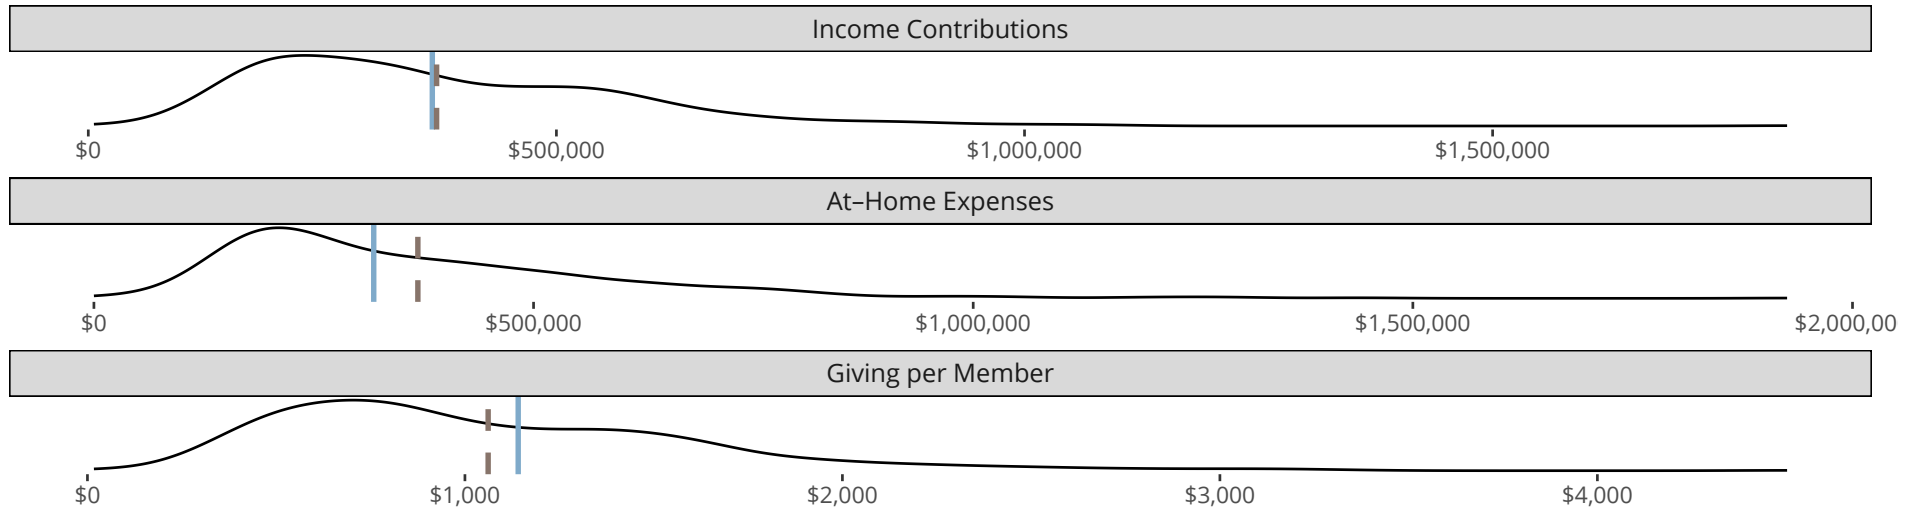 Income Contributions
$0 $500,000 $1,000,000 $1,500,000
At–Home Expenses
$0 $500,000 $1,000,000 $1,500,000 $2,000,00
Giving per Member
$0 $1,000 $2,000 $3,000 $4,000